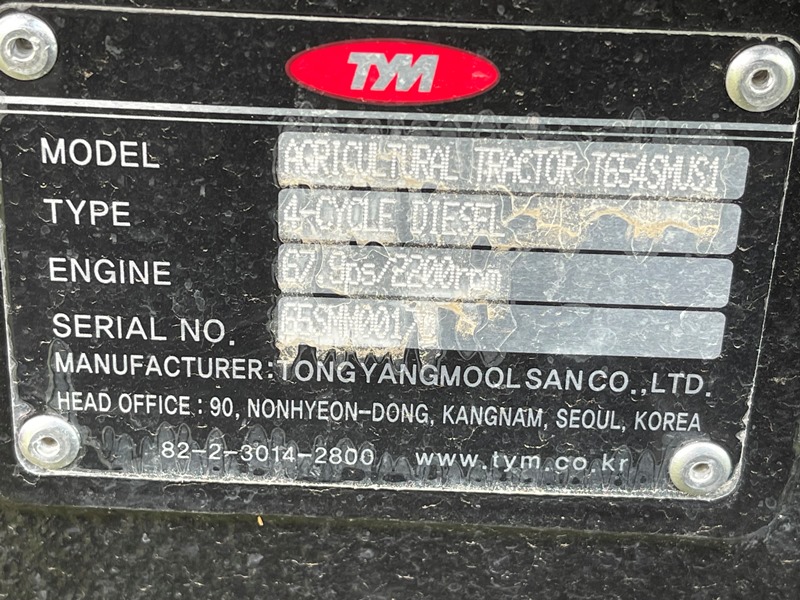 TYM
MODEL AGRICULTURAL TRACTOR T654SMUS1
TYPE 4-CYCLE DIESEL
ENGINE 67.9ps/2200rpm
SERIAL NO.
MANUFACTURER:TONGYANGMOOLSANCO.,LTD.
HEAD OFFICE : 90, NONHYEON-DONG, KANGNAM, SEOUL, KOREA
82-2-3014-2800 www.tym.co.kr